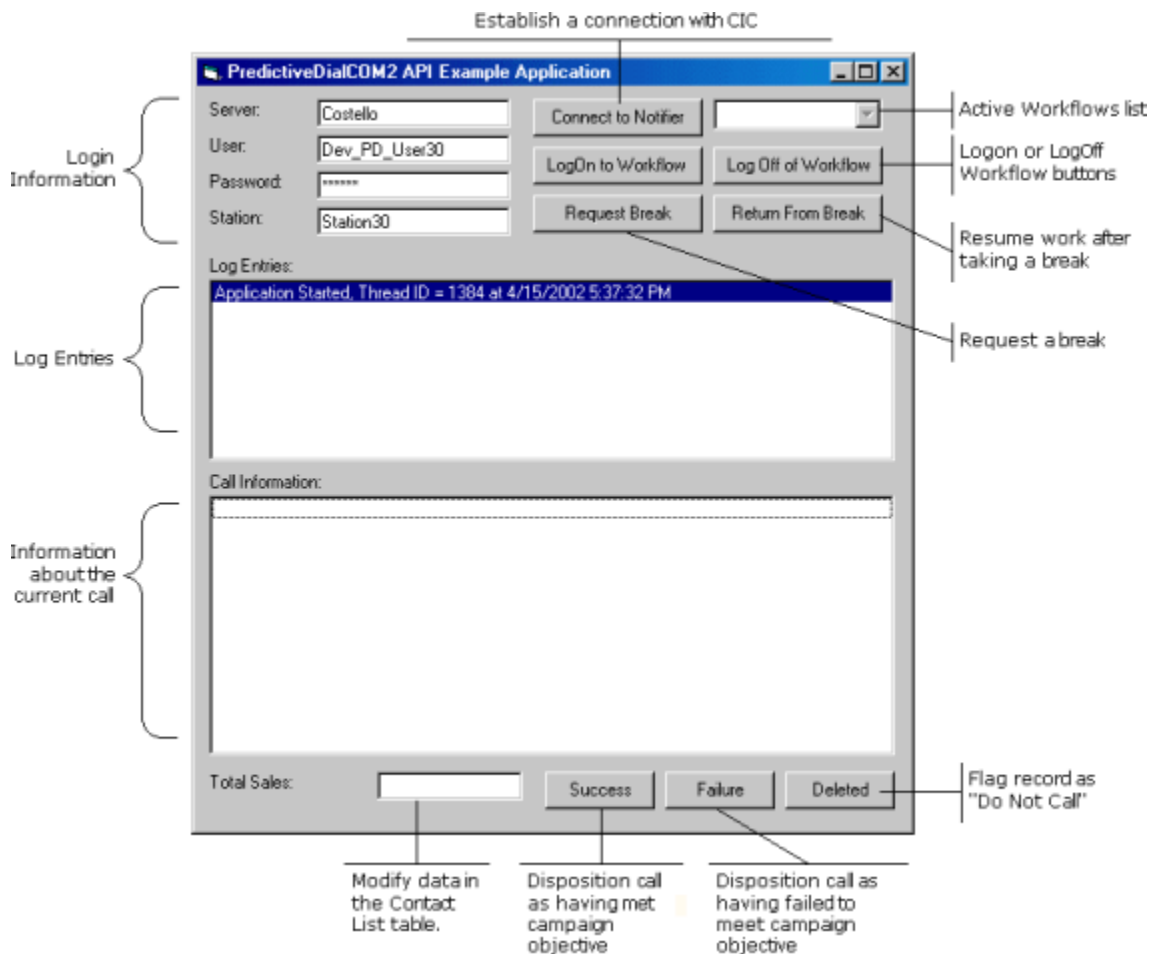 Establish a connection with CIC
PredictiveDialCOM2 API Example Application
Server:
Costello
Connect to Notifier
Active Workflows list
User:
Dev_PD_User30
LogOn to Workflow
Log Off of Workflow
Logon or LogOff
Workflow buttons
Login
Information
Password:
******
Station:
Station30
Request Break
Return From Break
Resume work after
taking a break
Log Entries:
Application Started, Thread ID = 1384 at 4/15/2002 5:37:32 PM
Request a break
Log Entries
Call Information:
Information
about the
current call
Total Sales:
Success
Failure
Deleted
Flag record as
"Do Not Call"
Modify data in
the Contact
List table.
Disposition call
as having met
campaign
objective
Disposition call as
having failed to
meet campaign
objective